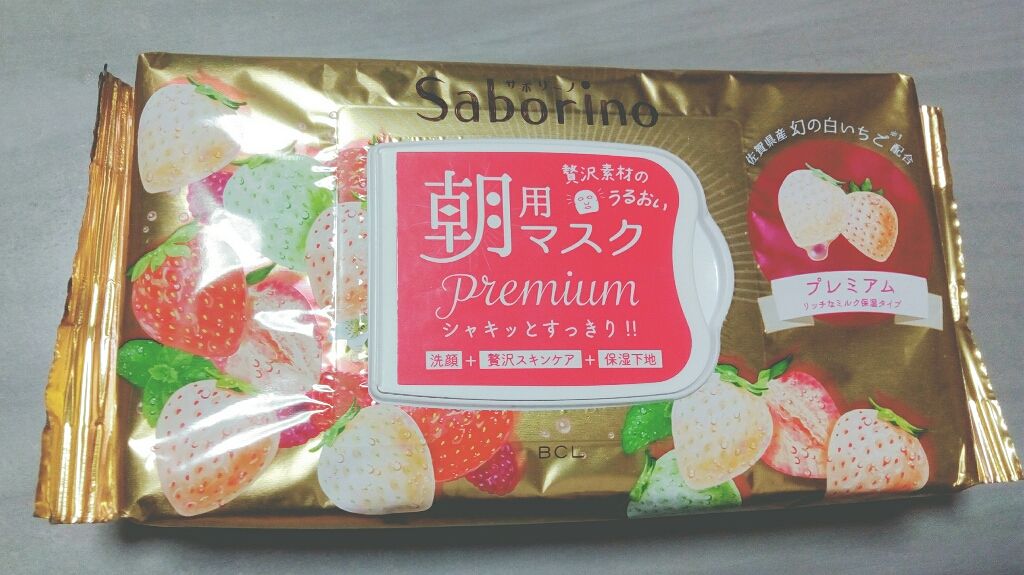 サボリーノ
Saborino
贅沢素材の
うるおい
朝用マスク
premium
シャキッとすっきり!!
洗顔 + 贅沢スキンケア + 保湿下地
BCL
佐賀県産 幻の白いちご※1 配合
プレミアム
リッチなミルク保湿タイプ